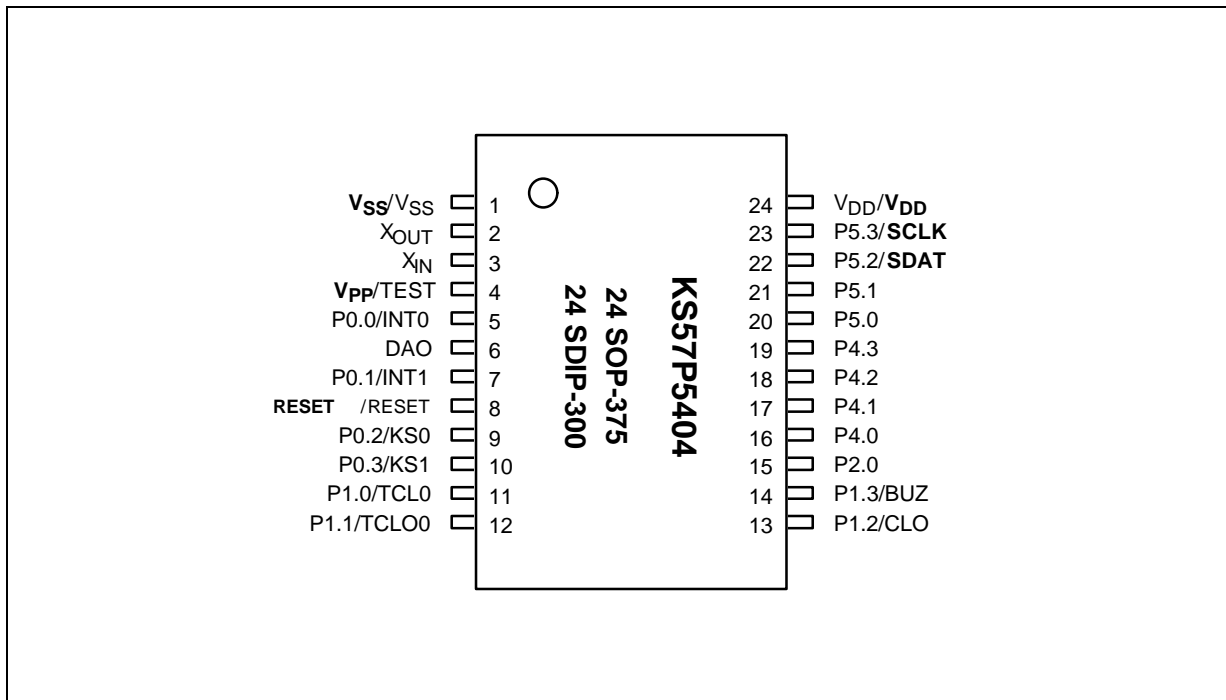 VSS/VSS 1
XOUT 2
XIN 3
VPP/TEST 4
P0.0/INT0 5
DAO 6
P0.1/INT1 7
RESET /RESET 8
P0.2/KS0 9
P0.3/KS1 10
P1.0/TCL0 11
P1.1/TCLO0 12
KS57P5404
24 SOP-375
24 SDIP-300
24 VDD/VDD
23 P5.3/SCLK
22 P5.2/SDAT
21 P5.1
20 P5.0
19 P4.3
18 P4.2
17 P4.1
16 P4.0
15 P2.0
14 P1.3/BUZ
13 P1.2/CLO